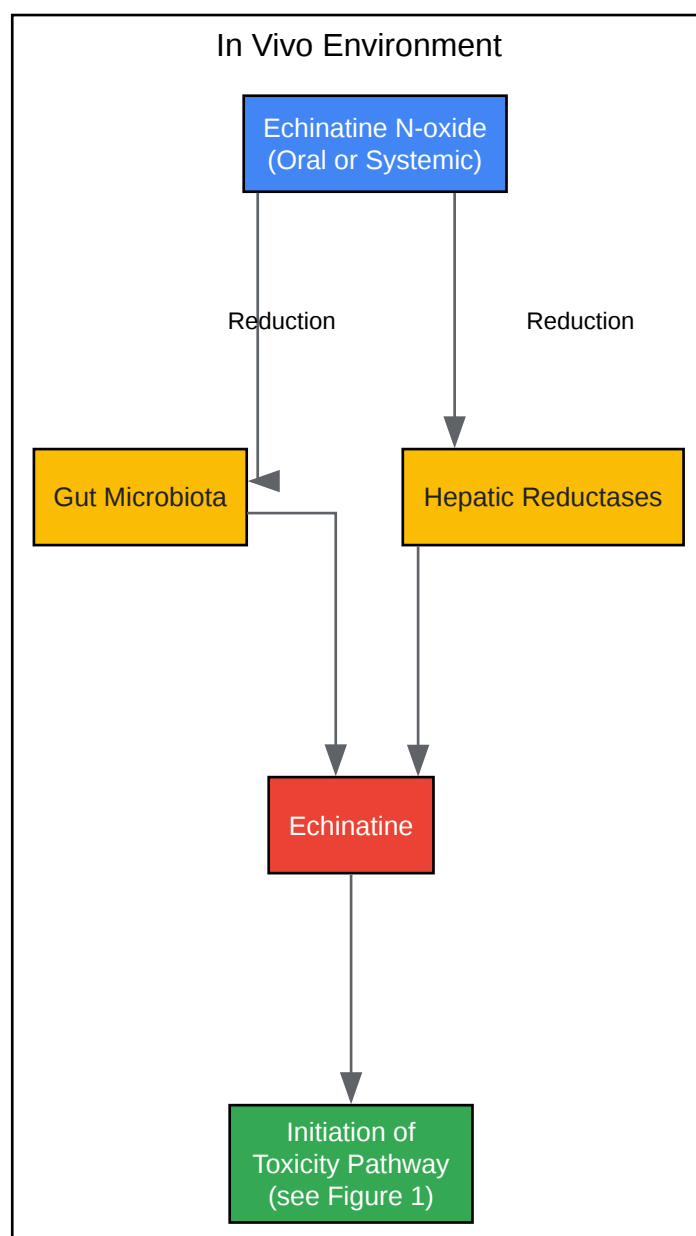 In Vivo Environment
Echinatine N-oxide
(Oral or Systemic)
Reduction
Reduction
Gut Microbiota
Hepatic Reductases
Echinatine
Initiation of
Toxicity Pathway
(see Figure 1)